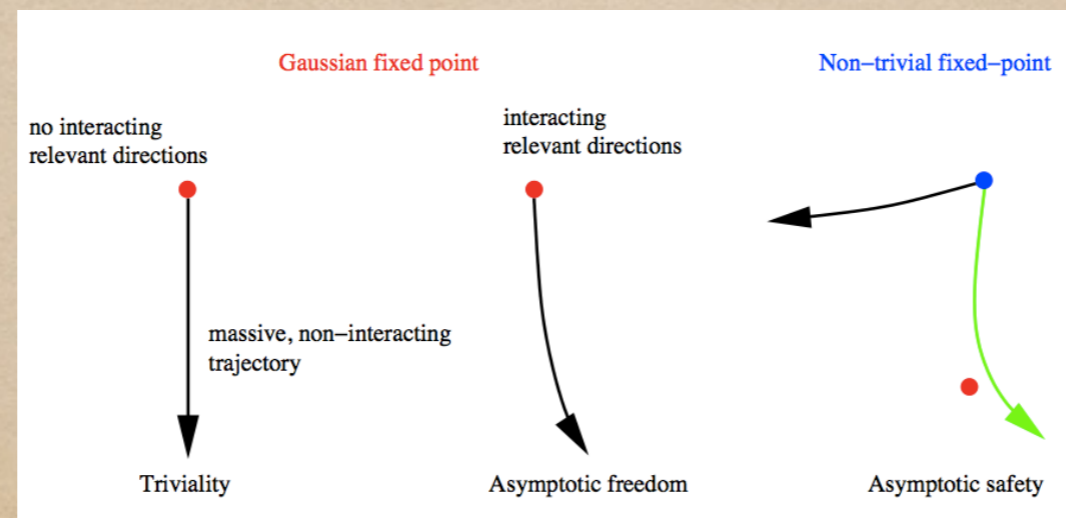 Gaussian fixed point
Non–trivial fixed–point
no interacting
relevant directions
interacting
relevant directions
massive, non–interacting
trajectory
Triviality
Asymptotic freedom
Asymptotic safety